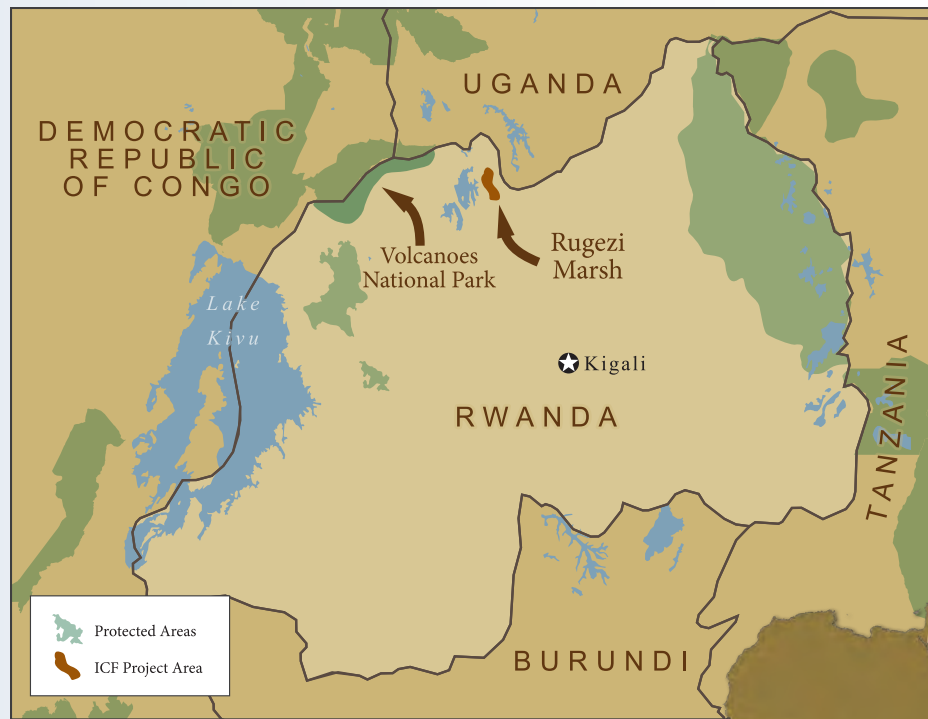 UGANDA
DEMOCRATIC
REPUBLIC
OF CONGO
Volcanoes
National Park
Rugezi
Marsh
Lake
Kivu
Kigali
RWANDA
TANZANIA
BURUNDI
Protected Areas
ICF Project Area